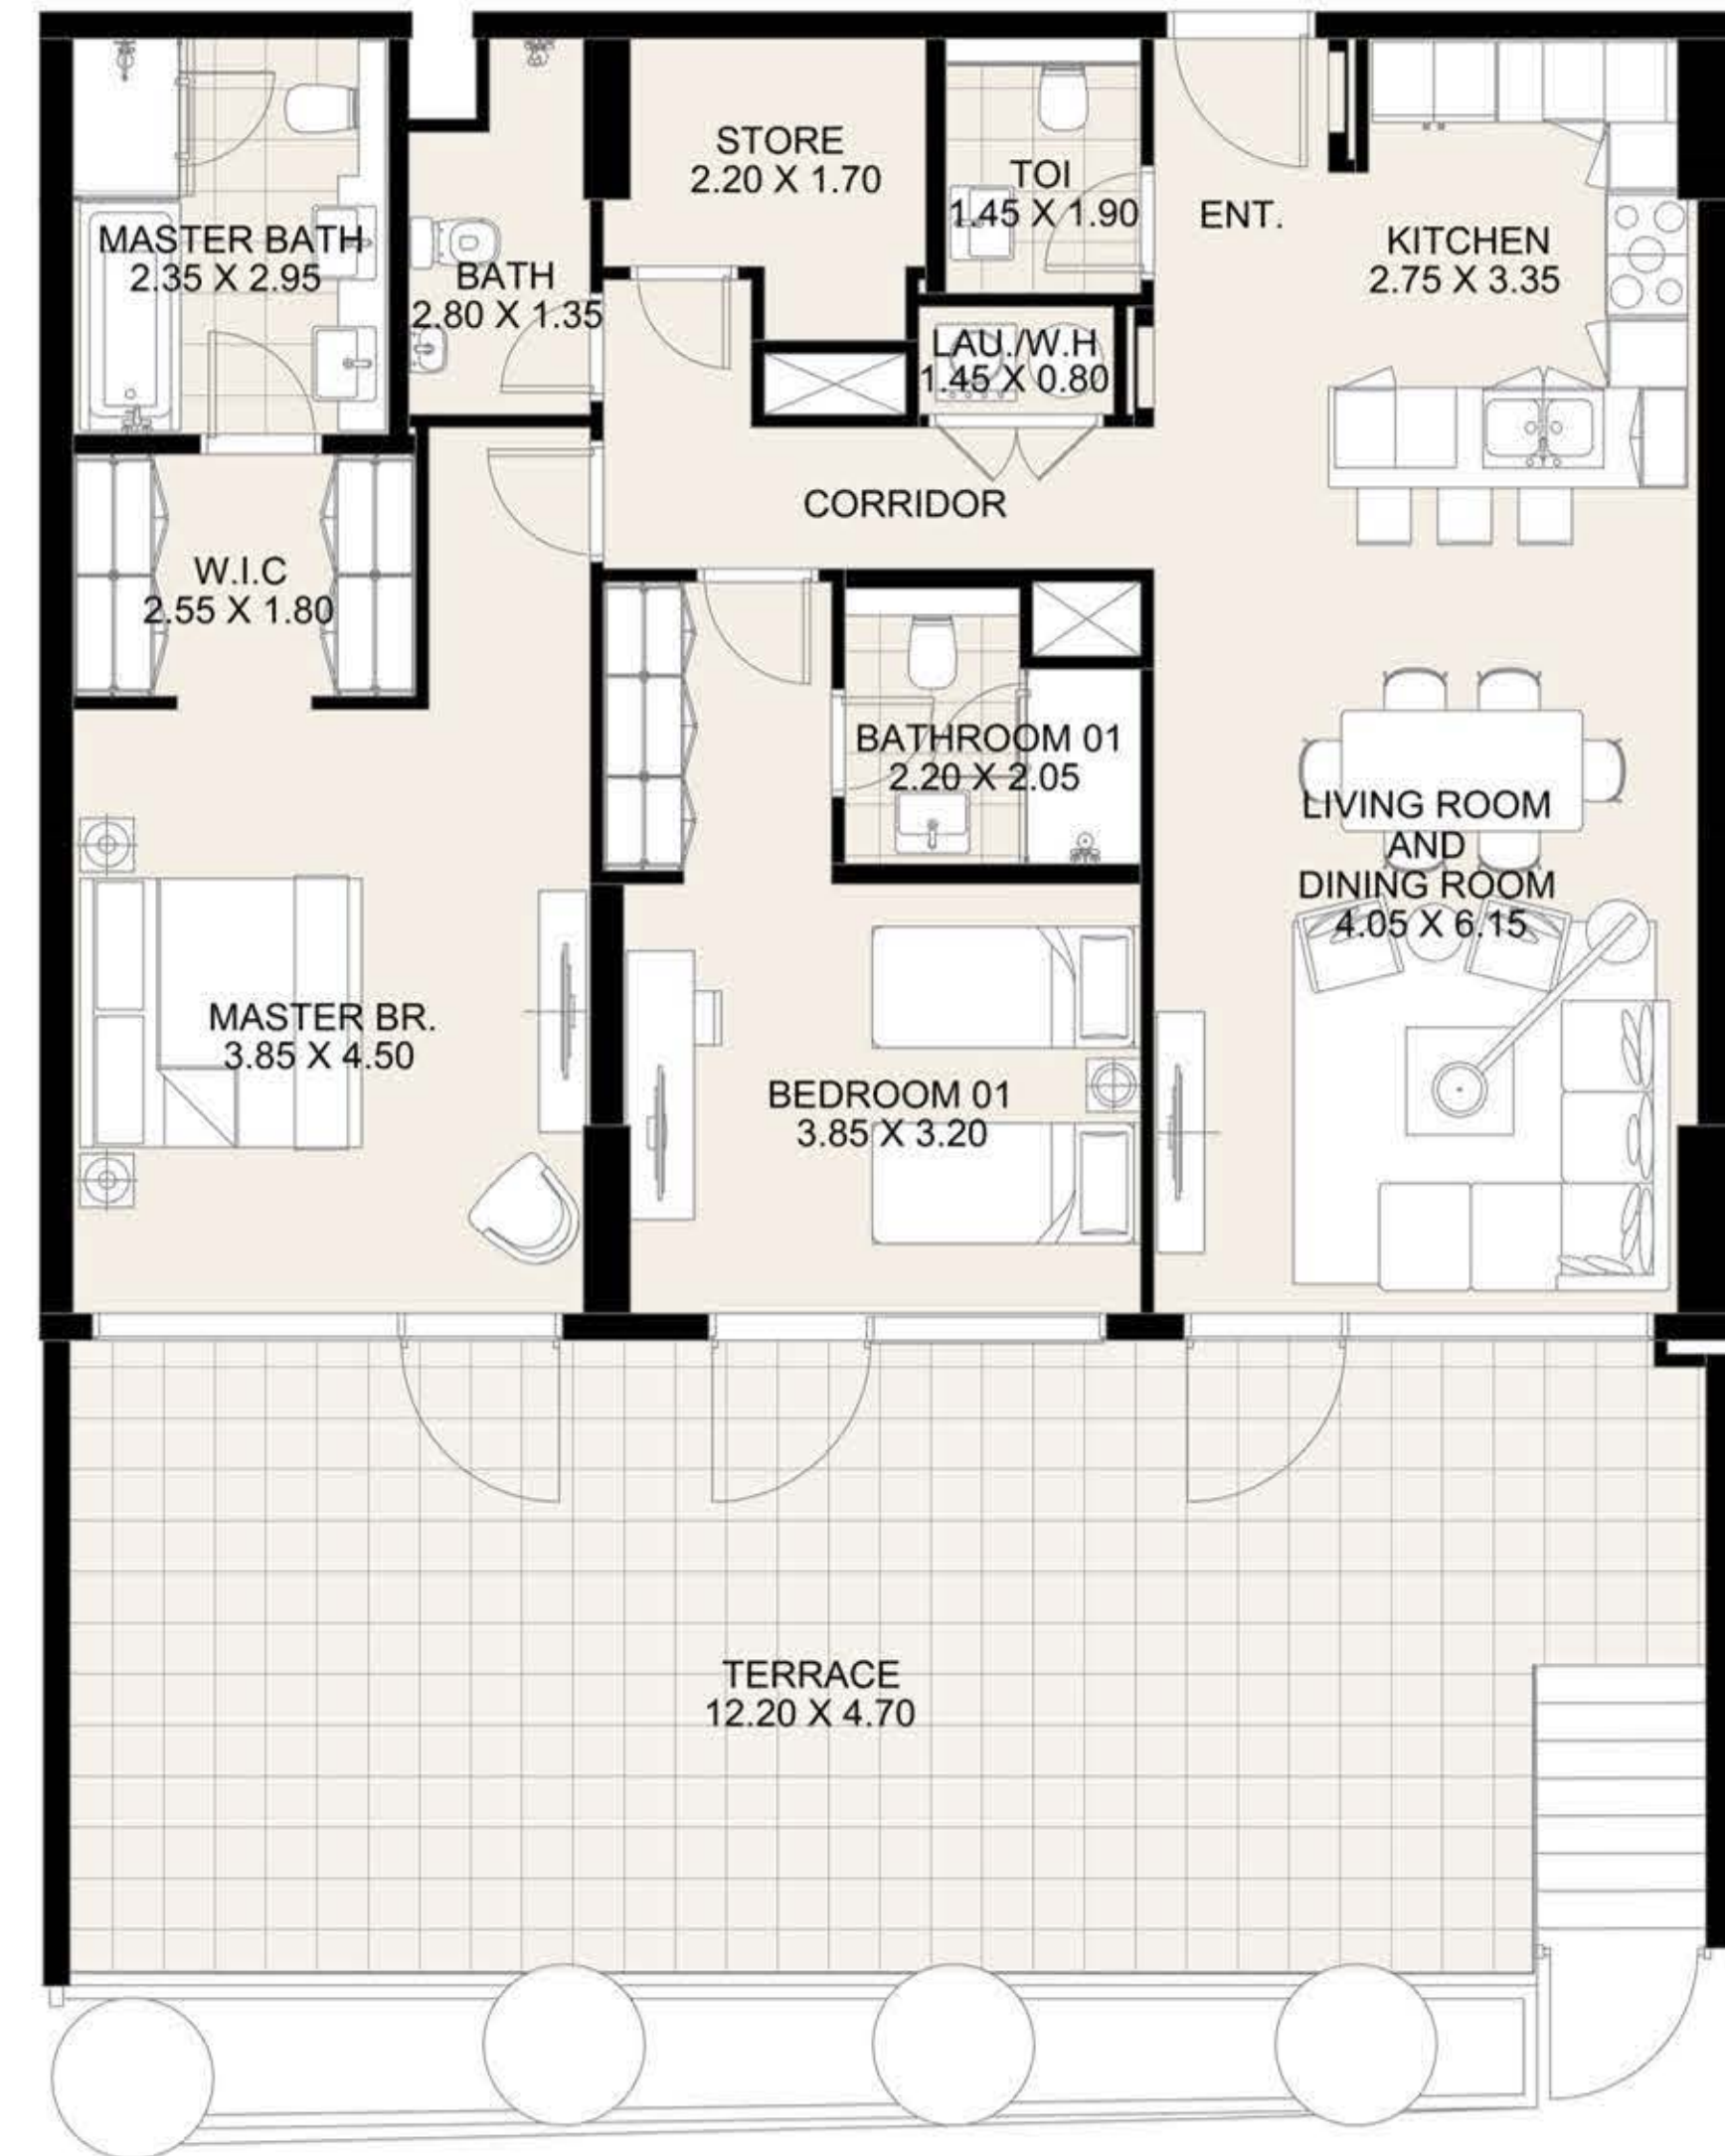 STORE
2.20 X 1.70
TOI
1.45 X 1.90
ENT.
KITCHEN
2.75 X 3.35
MASTER BATH
2.35 X 2.95
BATH
2.80 X 1.35
LAU./W.H
1.45 X 0.80
CORRIDOR
W.I.C
2.55 X 1.80
BATHROOM 01
2.20 X 2.05
LIVING ROOM
AND
DINING ROOM
4.05 X 6.15
MASTER BR.
3.85 X 4.50
BEDROOM 01
3.85 X 3.20
TERRACE
12.20 X 4.70